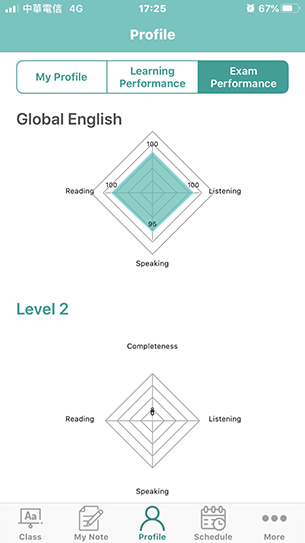 中華電信 4G 17:25 67%
Profile
My Profile
Learning Performance
Exam Performance
Global English
100
Reading 100 100 Listening
95
Speaking
Level 2
Completeness
Reading Listening
Speaking
Class My Note Profile Schedule More